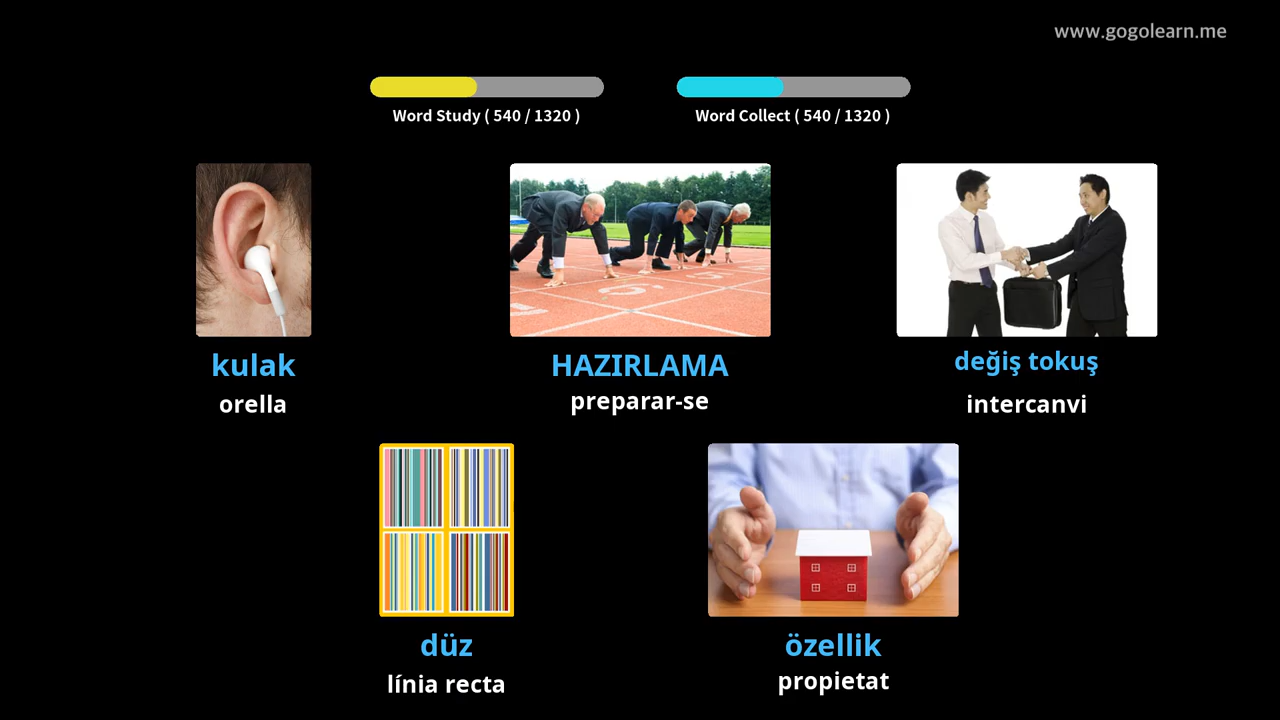 www.gogolearn.me
Word Study ( 540 / 1320 )
Word Collect ( 540 / 1320 )
kulak
orella
HAZIRLAMA
preparar-se
değiş tokuş
intercanvi
düz
línia recta
özellik
propietat